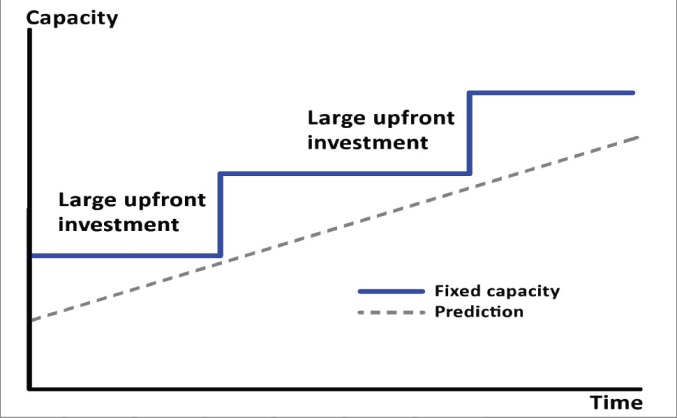 Capacity
Large upfront
investment
Large upfront
investment
Fixed capacity
Prediction
Time